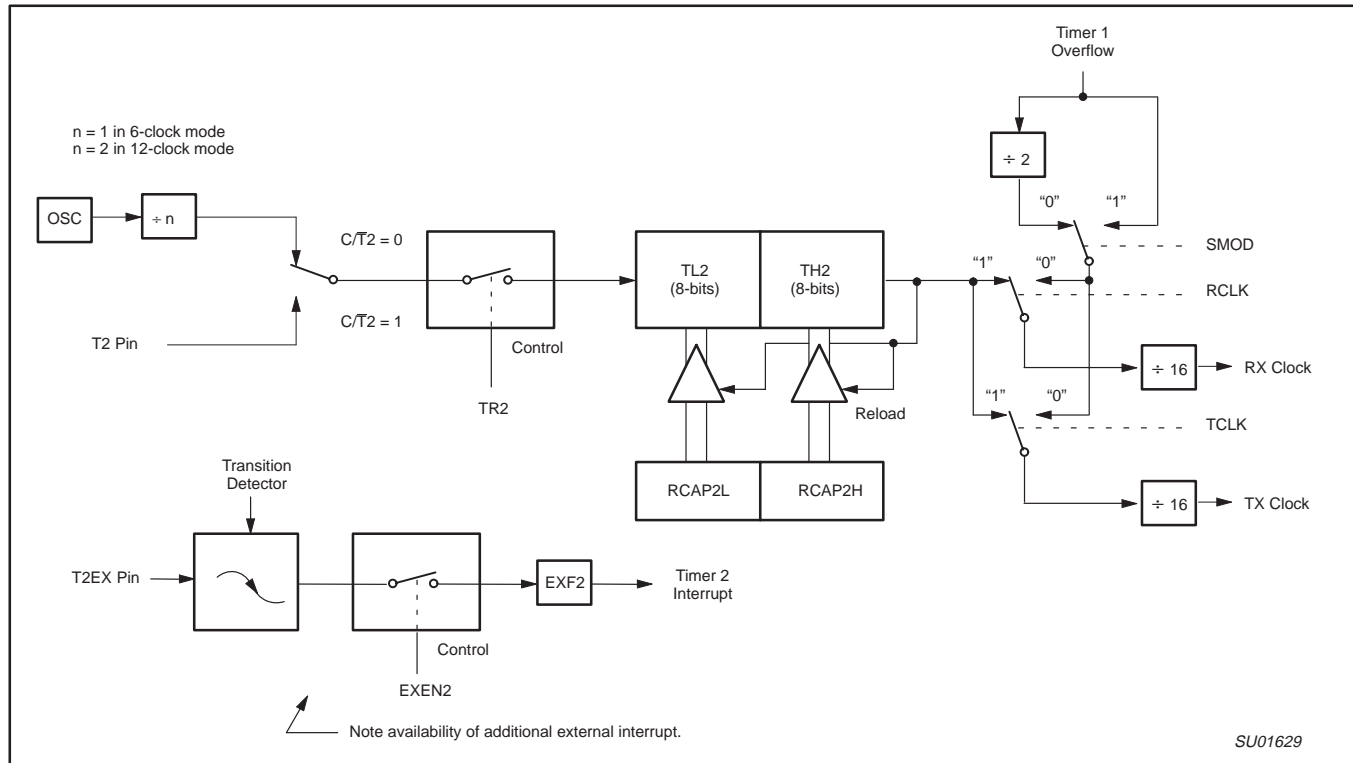 Timer 1
Overflow
n = 1 in 6-clock mode
n = 2 in 12-clock mode
÷ 2
“0”
“1”
OSC
÷ n
C/T̅2 = 0
SMOD
TL2
(8-bits)
TH2
(8-bits)
“1”
“0”
RCLK
C/T̅2 = 1
T2 Pin
Control
÷ 16
RX Clock
TR2
Reload
“1”
“0”
TCLK
Transition
Detector
RCAP2L
RCAP2H
÷ 16
TX Clock
T2EX Pin
EXF2
Timer 2
Interrupt
Control
EXEN2
Note availability of additional external interrupt.
SU01629